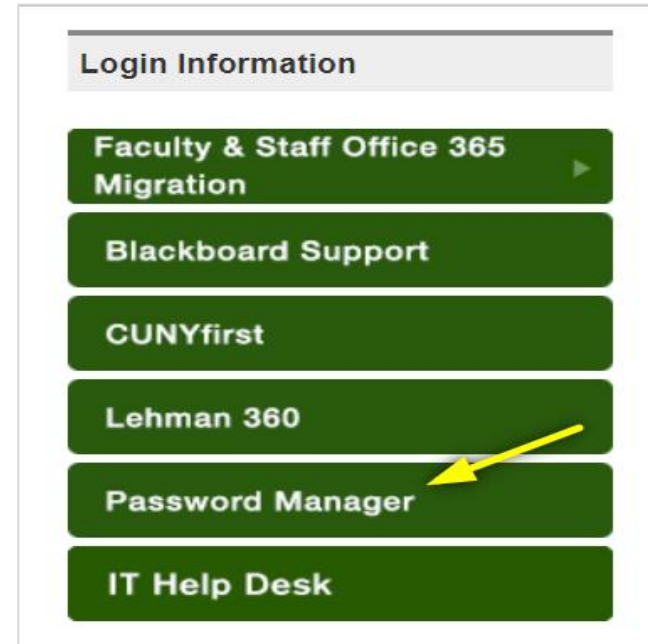 Login Information
Faculty & Staff Office 365
Migration
Blackboard Support
CUNYfirst
Lehman 360
Password Manager
IT Help Desk